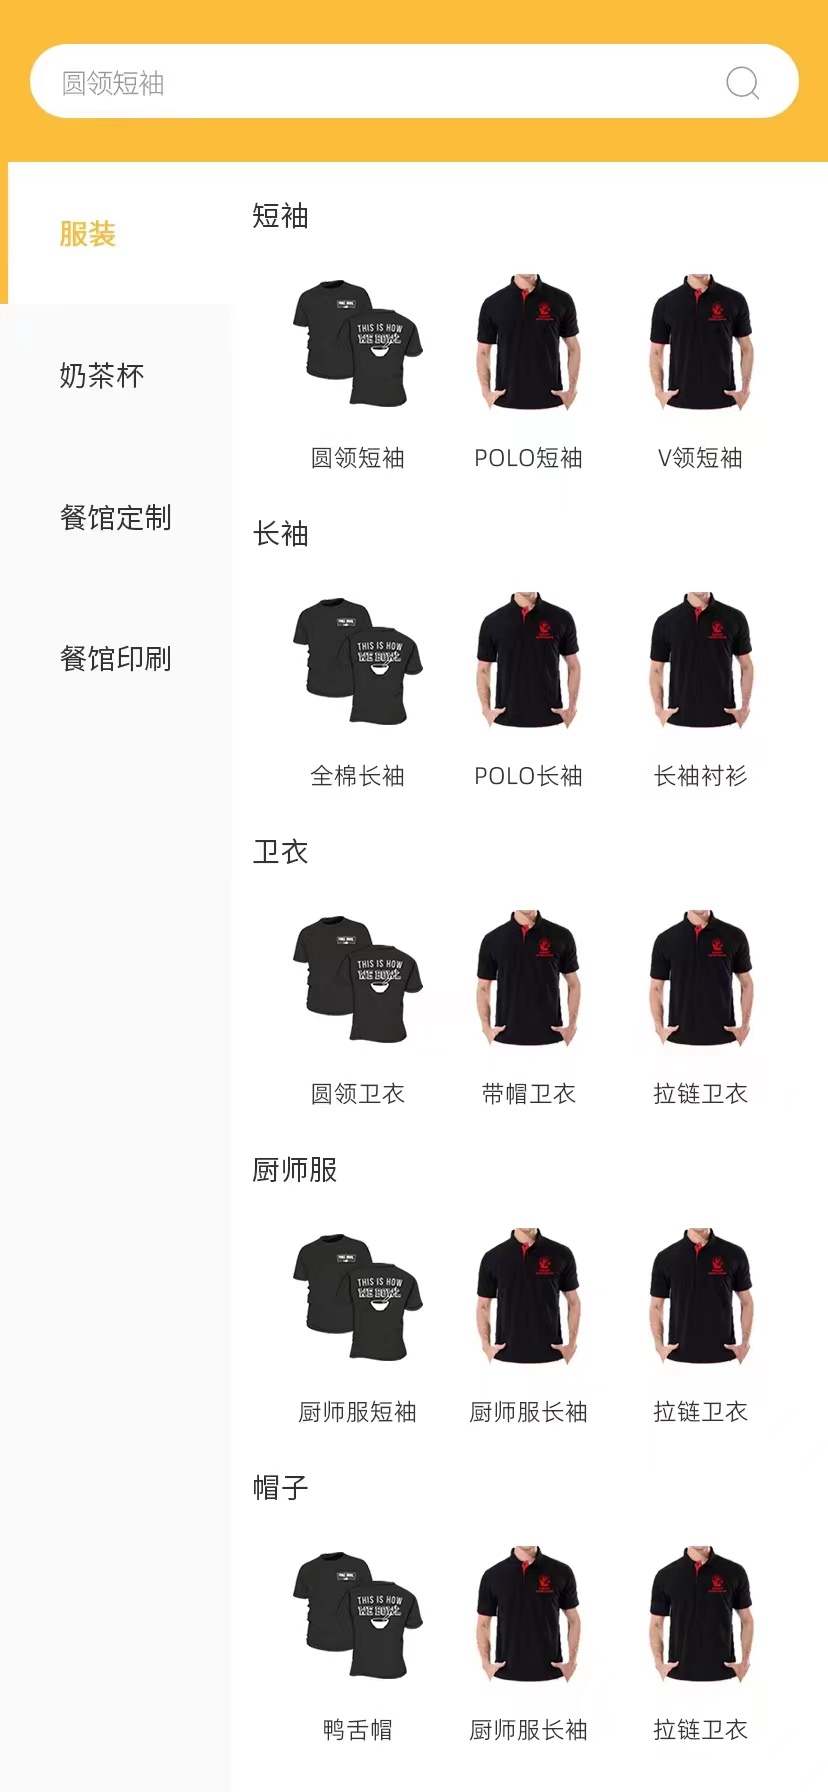 圆领短袖
服装
奶茶杯
餐馆定制
餐馆印刷
短袖
THIS IS HOW
WE BOWL
圆领短袖
POLO短袖
V领短袖
长袖
THIS IS HOW
WE BOWL
全棉长袖
POLO长袖
长袖衬衫
卫衣
THIS IS HOW
WE BOWL
圆领卫衣
带帽卫衣
拉链卫衣
厨师服
THIS IS HOW
WE BOWL
厨师服短袖
厨师服长袖
拉链卫衣
帽子
THIS IS HOW
WE BOWL
鸭舌帽
厨师服长袖
拉链卫衣